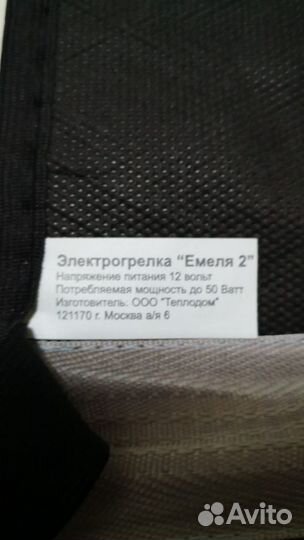 Электрогрелка "Емеля 2"
Напряжение питания 12 вольт
Потребляемая мощность до 50 Ватт
Изготовитель: ООО "Теплодом"
121170 г. Москва а/я 6
Avito